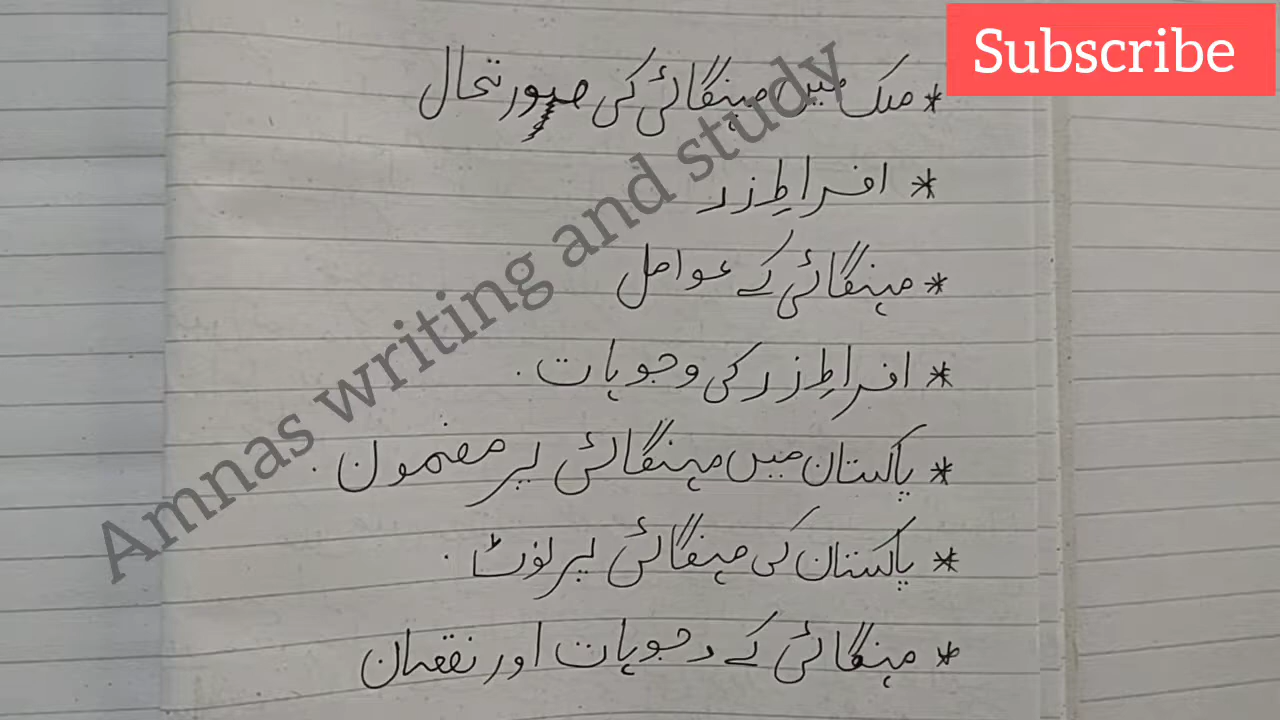 Subscribe
* ملک میں مہنگائی کی صورتحال
* افراطِ زر
* مہنگائی کے عوامل
* افراطِ زر کی وجوہات .
* پاکستان میں مہنگائی پر مضمون .
* پاکستان کی مہنگائی پر نوٹ .
* مہنگائی کے وجوہات اور نقصان
Amnas writing and study